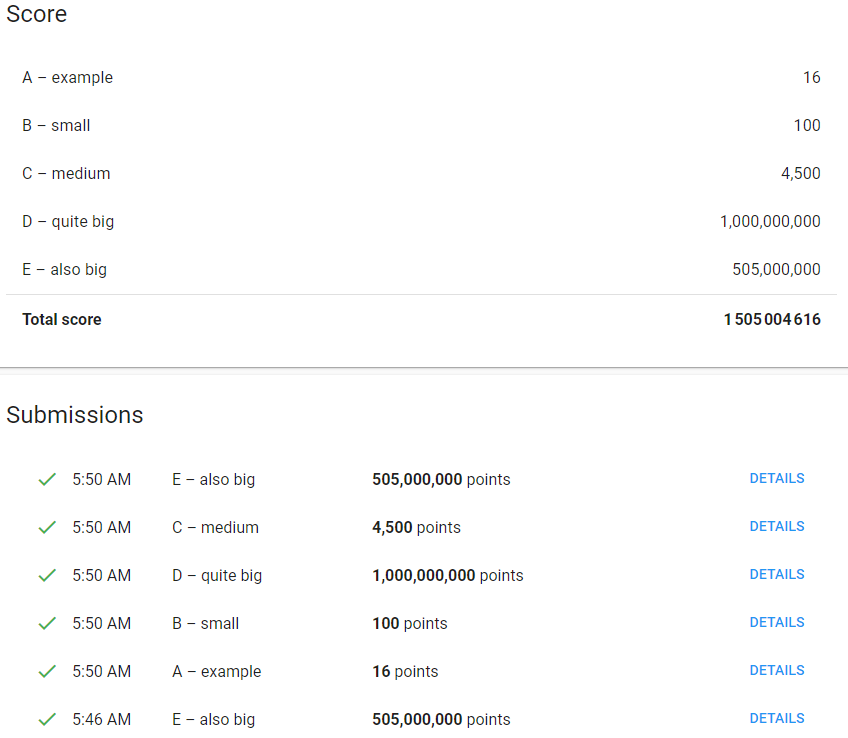 Score
A – example 16
B – small 100
C – medium 4,500
D – quite big 1,000,000,000
E – also big 505,000,000
Total score 1 505 004 616
Submissions
5:50 AM E – also big 505,000,000 points DETAILS
5:50 AM C – medium 4,500 points DETAILS
5:50 AM D – quite big 1,000,000,000 points DETAILS
5:50 AM B – small 100 points DETAILS
5:50 AM A – example 16 points DETAILS
5:46 AM E – also big 505,000,000 points DETAILS